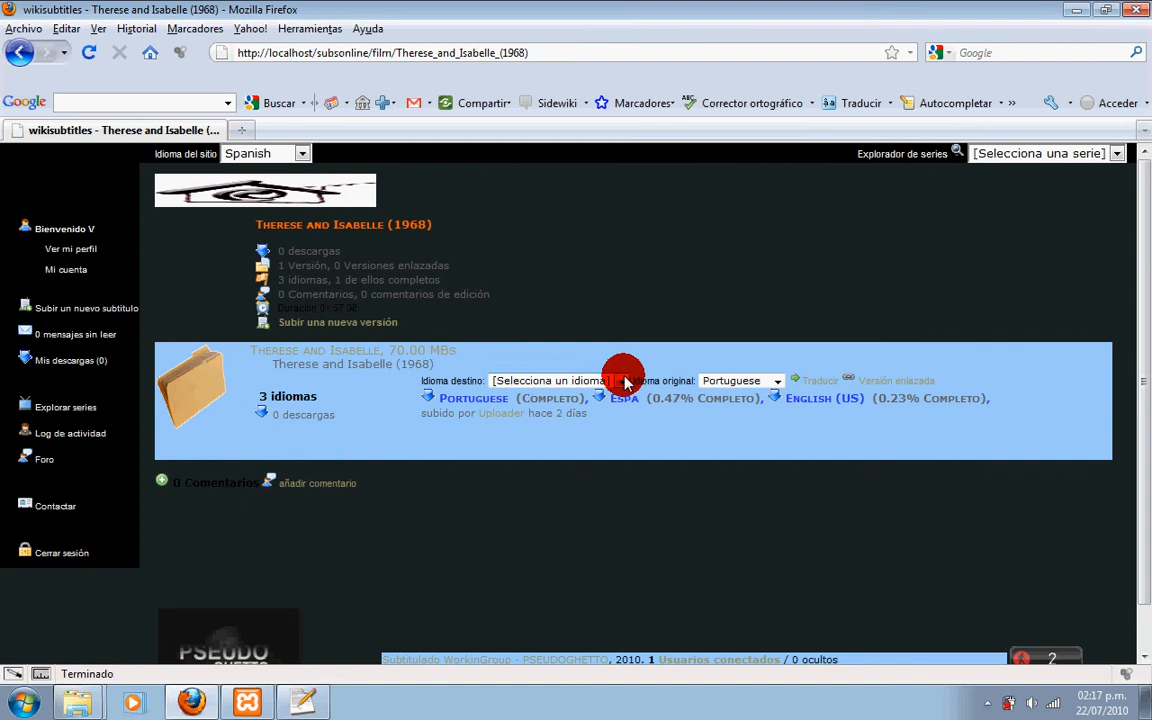 wikisubtitles - Therese and Isabelle (1968) - Mozilla Firefox
Archivo Editar Ver Historial Marcadores Yahoo! Herramientas Ayuda
http://localhost/subsonline/film/Therese_and_Isabelle_(1968)
Google
Google Buscar Compartir Sidewiki Marcadores Corrector ortográfico Traducir Autocompletar » Acceder
wikisubtitles - Therese and Isabelle (...
Idioma del sitio Spanish Explorador de series [Selecciona una serie]
THERESE AND ISABELLE (1968)
Bienvenido V
Ver mi perfil
Mi cuenta
0 descargas
1 Versión, 0 Versiones enlazadas
3 idiomas, 1 de ellos completos
0 Comentarios, 0 comentarios de edición
Subir un nuevo subtitulo
Subir una nueva versión
0 mensajes sin leer
Mis descargas (0)
THERESE AND ISABELLE, 70.00 MBS
Therese and Isabelle (1968)
Idioma destino: [Selecciona un idioma] idioma original: Portuguese Traducir Versión enlazada
3 idiomas
PORTUGUESE (COMPLETO), ESPA (0.47% COMPLETO), ENGLISH (US) (0.23% COMPLETO),
0 descargas
subido por Uploader hace 2 días
Explorar series
Log de actividad
Foro
0 Comentarios añadir comentario
Contactar
Cerrar sesión
PSEUDO
Subtitulado WorkinGroup - PSEUDOGHETTO, 2010. 1 Usuarios conectados / 0 ocultos
2
Terminado
02:17 p.m.
22/07/2010